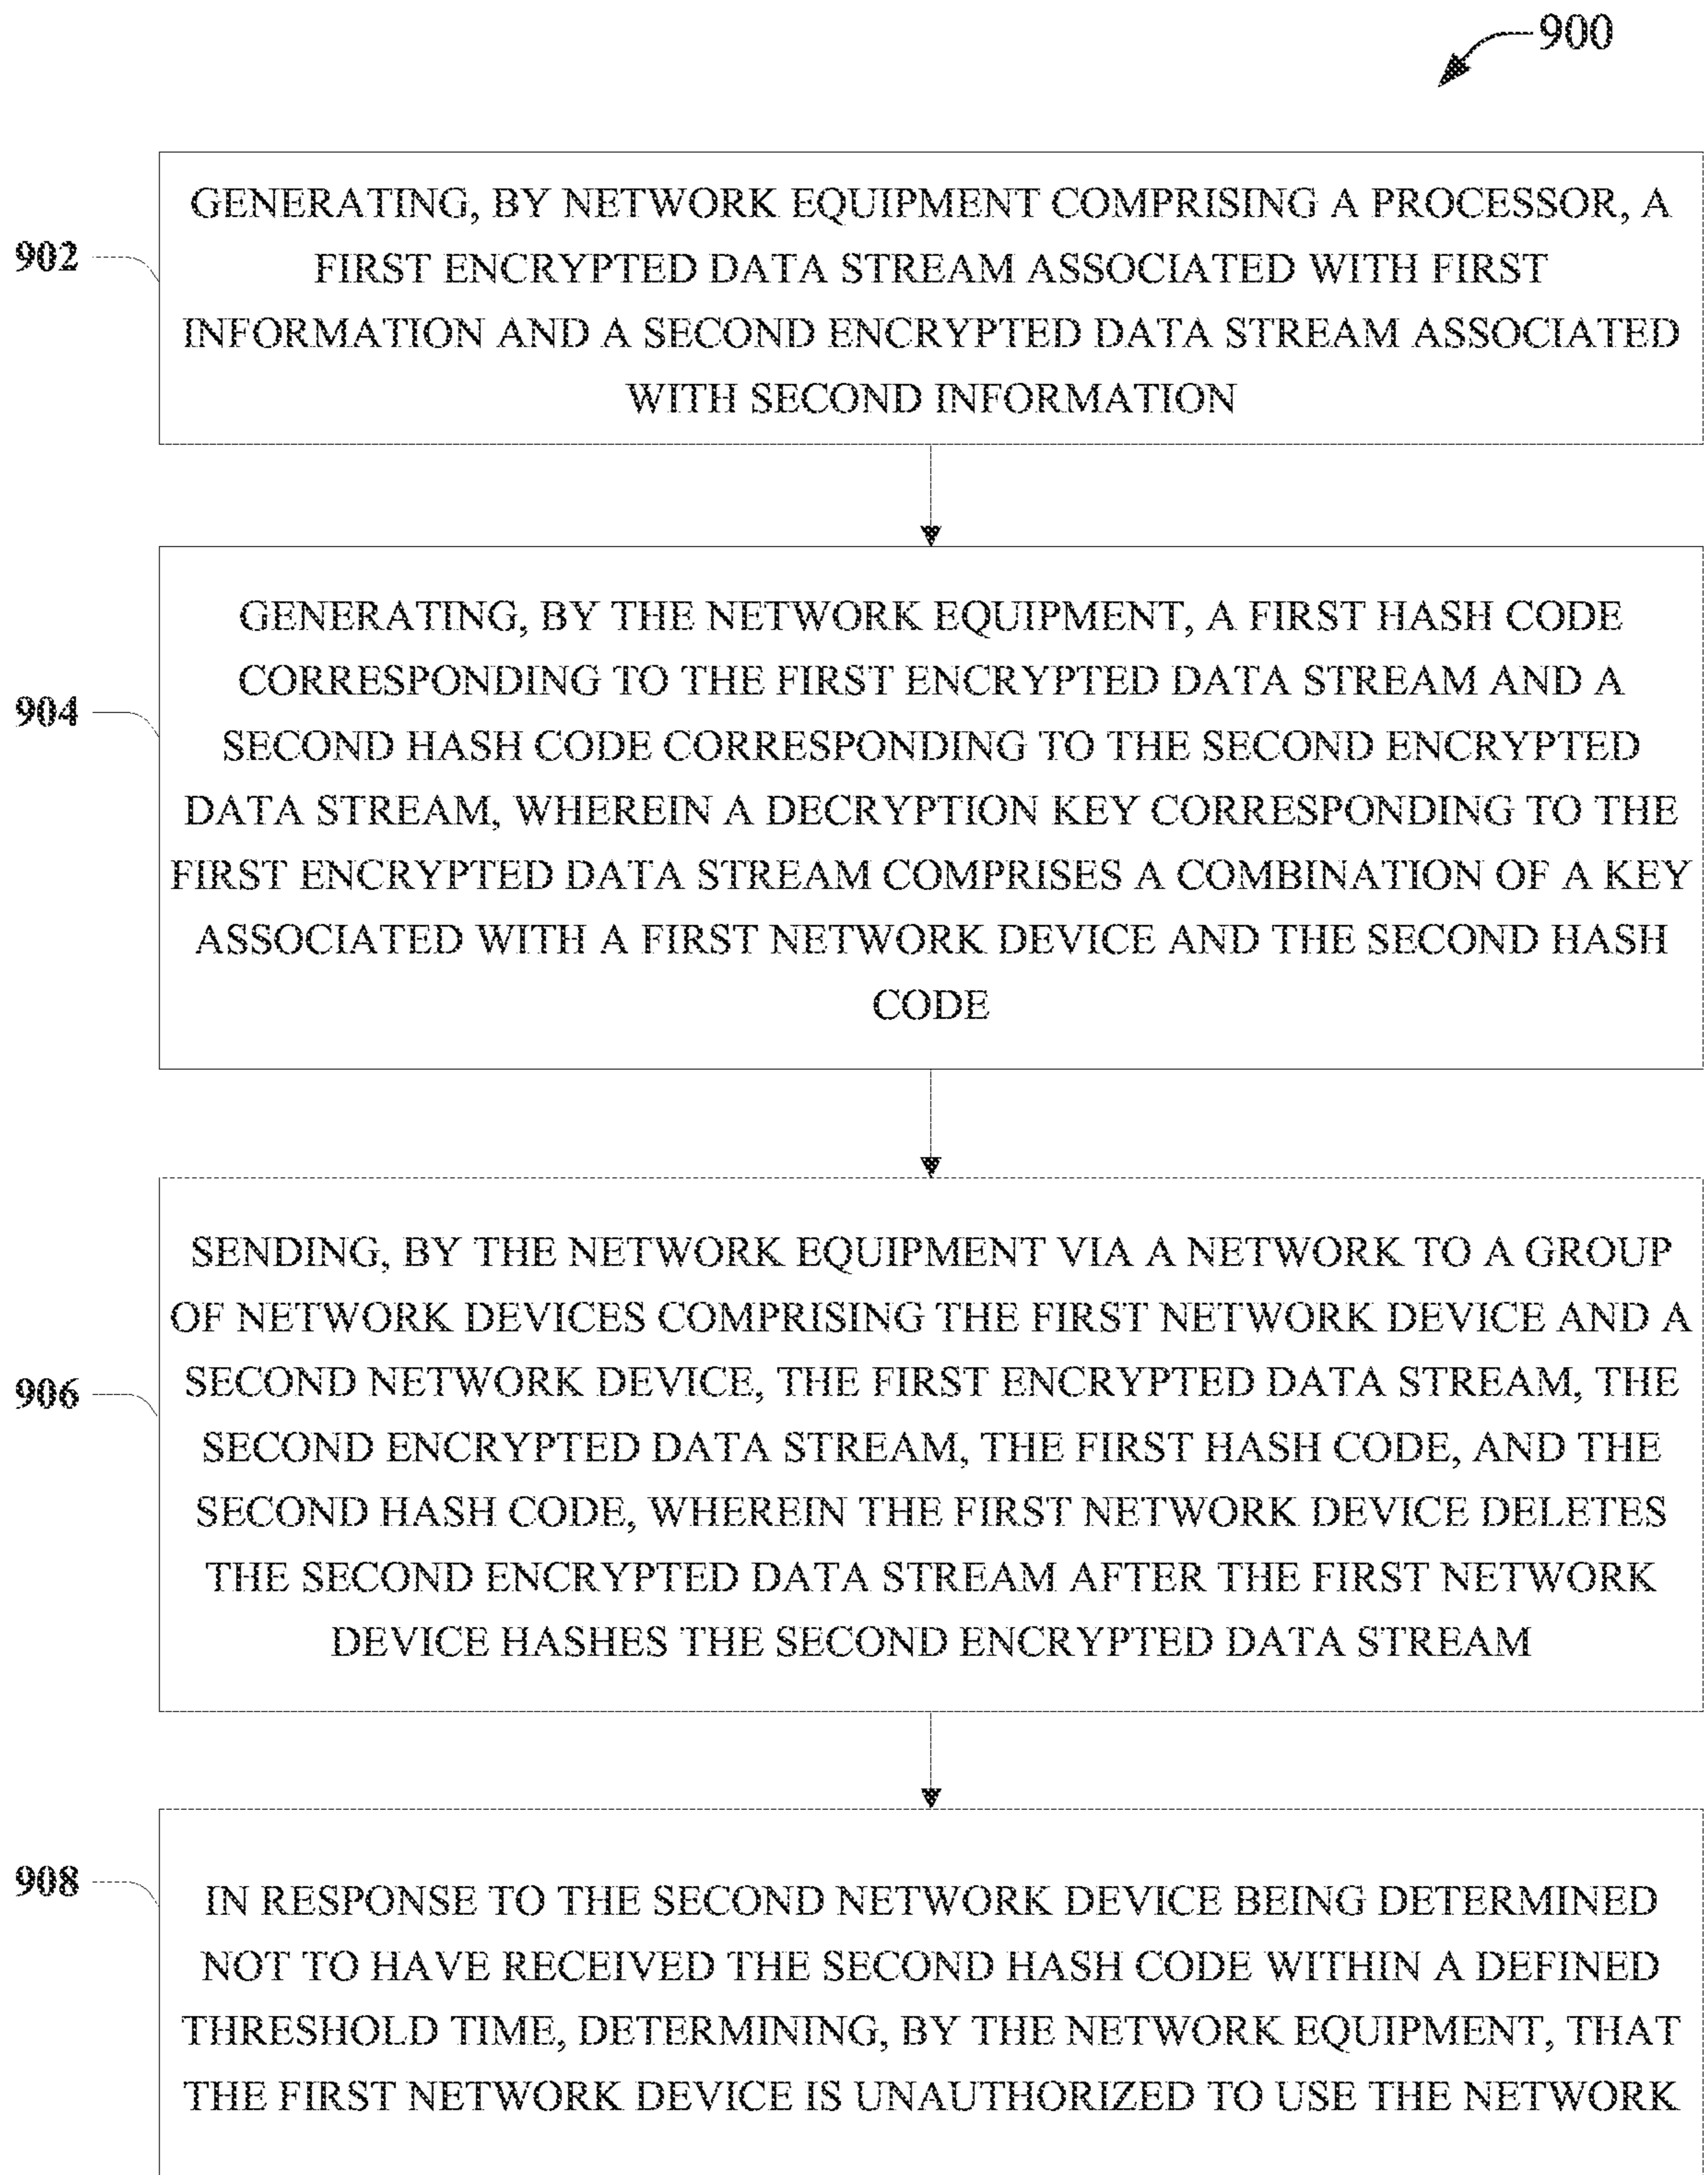 900
902
GENERATING, BY NETWORK EQUIPMENT COMPRISING A PROCESSOR, A
FIRST ENCRYPTED DATA STREAM ASSOCIATED WITH FIRST
INFORMATION AND A SECOND ENCRYPTED DATA STREAM ASSOCIATED
WITH SECOND INFORMATION
904
GENERATING, BY THE NETWORK EQUIPMENT, A FIRST HASH CODE
CORRESPONDING TO THE FIRST ENCRYPTED DATA STREAM AND A
SECOND HASH CODE CORRESPONDING TO THE SECOND ENCRYPTED
DATA STREAM, WHEREIN A DECRYPTION KEY CORRESPONDING TO THE
FIRST ENCRYPTED DATA STREAM COMPRISES A COMBINATION OF A KEY
ASSOCIATED WITH A FIRST NETWORK DEVICE AND THE SECOND HASH
CODE
906
SENDING, BY THE NETWORK EQUIPMENT VIA A NETWORK TO A GROUP
OF NETWORK DEVICES COMPRISING THE FIRST NETWORK DEVICE AND A
SECOND NETWORK DEVICE, THE FIRST ENCRYPTED DATA STREAM, THE
SECOND ENCRYPTED DATA STREAM, THE FIRST HASH CODE, AND THE
SECOND HASH CODE, WHEREIN THE FIRST NETWORK DEVICE DELETES
THE SECOND ENCRYPTED DATA STREAM AFTER THE FIRST NETWORK
DEVICE HASHES THE SECOND ENCRYPTED DATA STREAM
908
IN RESPONSE TO THE SECOND NETWORK DEVICE BEING DETERMINED
NOT TO HAVE RECEIVED THE SECOND HASH CODE WITHIN A DEFINED
THRESHOLD TIME, DETERMINING, BY THE NETWORK EQUIPMENT, THAT
THE FIRST NETWORK DEVICE IS UNAUTHORIZED TO USE THE NETWORK